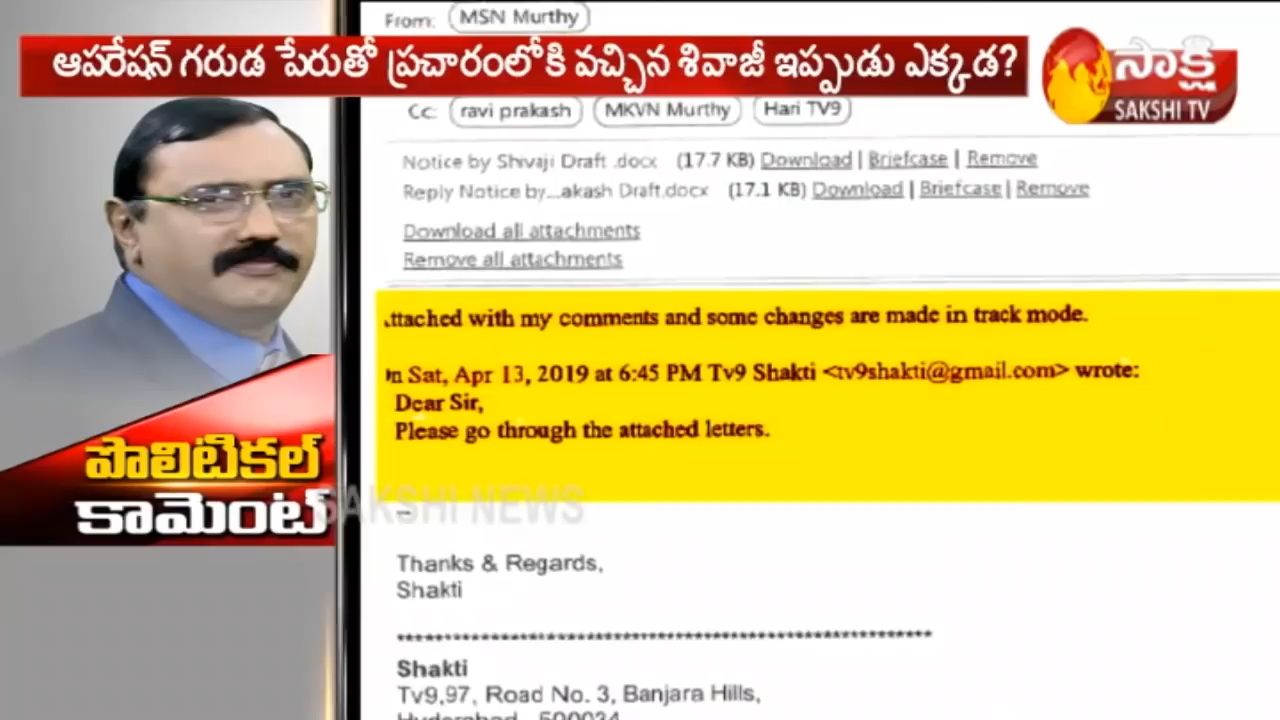 From: MSN Murthy
ఆపరేషన్ గరుడ పేరుతో ప్రచారంలోకి వచ్చిన శివాజీ ఇప్పుడు ఎక్కడ?
సాక్షి
SAKSHI TV
Cc: ravi prakash MKVN Murthy Hari TV9
Notice by Shivaji Draft .docx (17.7 KB) Download | Briefcase | Remove
Reply Notice by...akash Draft.docx (17.1 KB) Download | Briefcase | Remove
Download all attachments
Remove all attachments
ttached with my comments and some changes are made in track mode.
n Sat, Apr 13, 2019 at 6:45 PM Tv9 Shakti <tv9shakti@gmail.com> wrote:
Dear Sir,
Please go through the attached letters.
పొలిటికల్
కామెంట్
SAKSHI NEWS
--
Thanks & Regards,
Shakti
************************************************************
Shakti
Tv9,97, Road No. 3, Banjara Hills,
Hyderabad - 500034